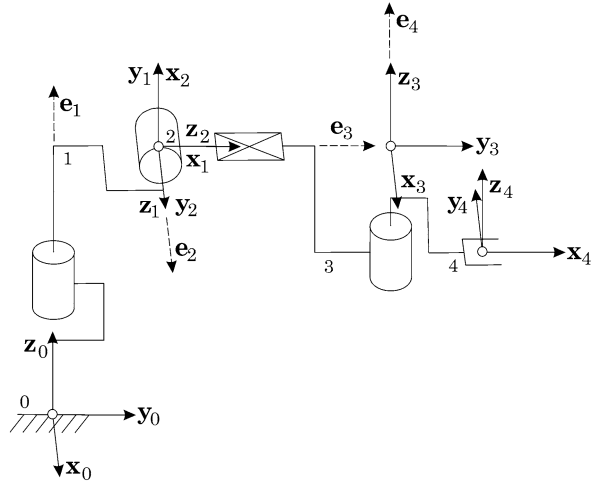 e₄
y₁ x₂
z₃
e₁
2 z₂
e₃
y₃
1
x₁
x₃
z₄
z₁ y₂
y₄
e₂
3
4
x₄
z₀
0
y₀
x₀